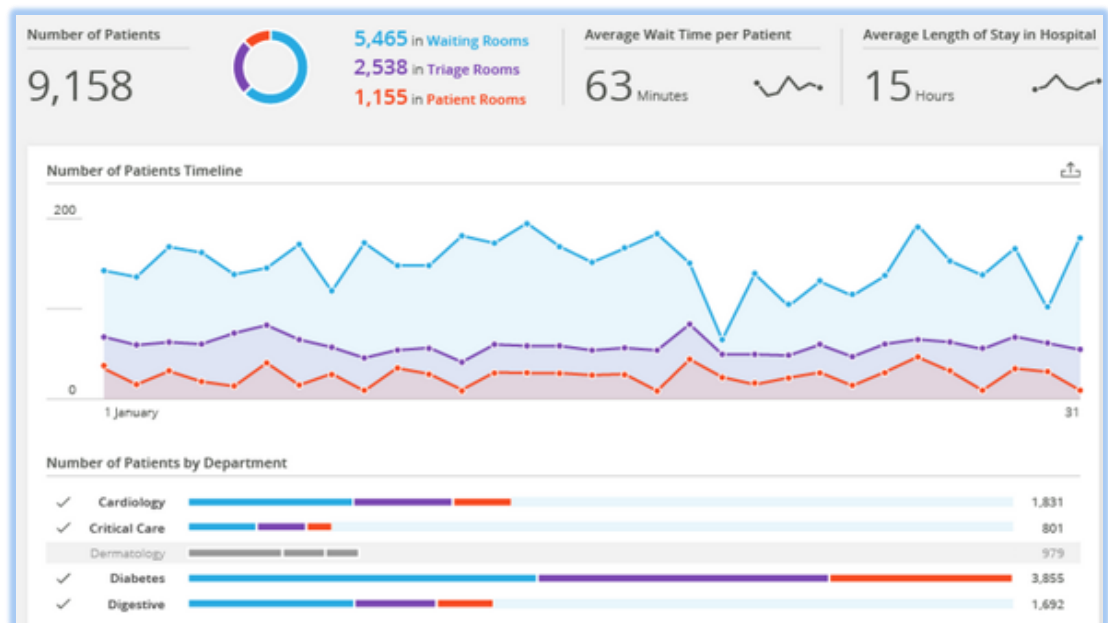 Number of Patients
9,158
5,465 in Waiting Rooms
2,538 in Triage Rooms
1,155 in Patient Rooms
Average Wait Time per Patient
63 Minutes
Average Length of Stay in Hospital
15 Hours
Number of Patients Timeline
200
0
1 January
31
Number of Patients by Department
Cardiology 1,831
Critical Care 801
Dermatology 979
Diabetes 3,855
Digestive 1,692